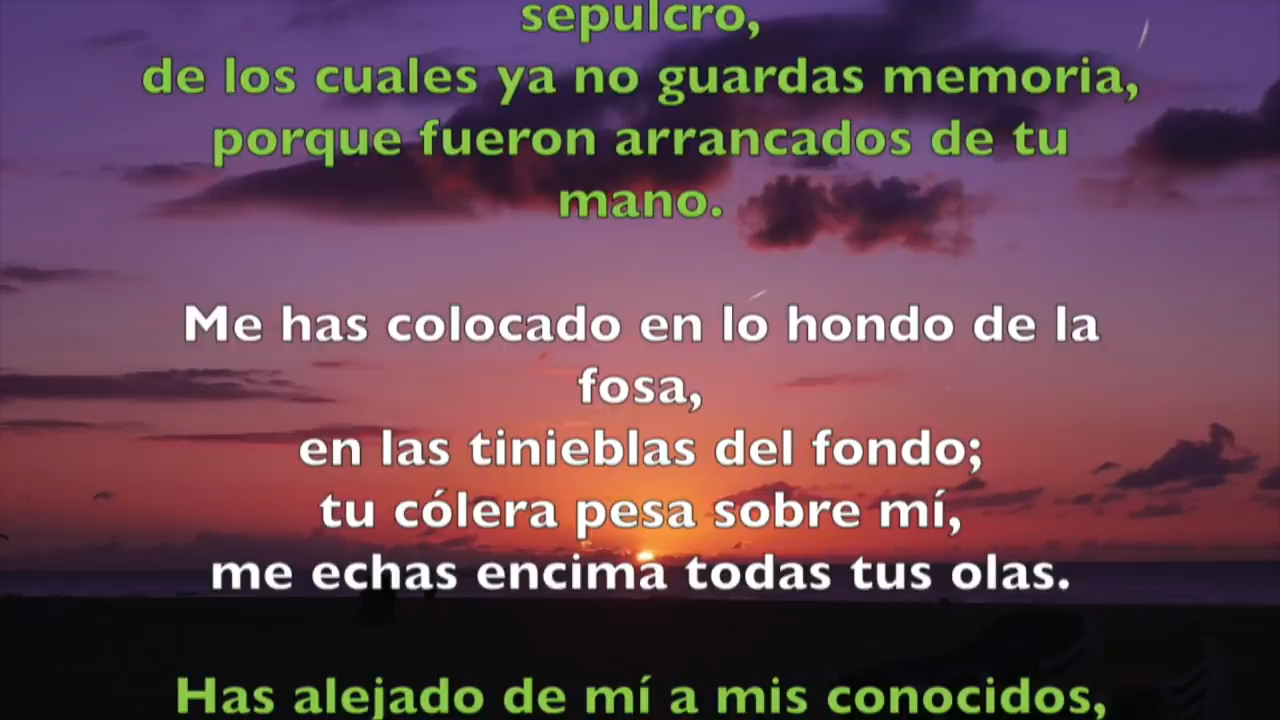 sepulcro,
de los cuales ya no guardas memoria,
porque fueron arrancados de tu
mano.
Me has colocado en lo hondo de la
fosa,
en las tinieblas del fondo;
tu cólera pesa sobre mí,
me echas encima todas tus olas.
Has alejado de mí a mis conocidos,